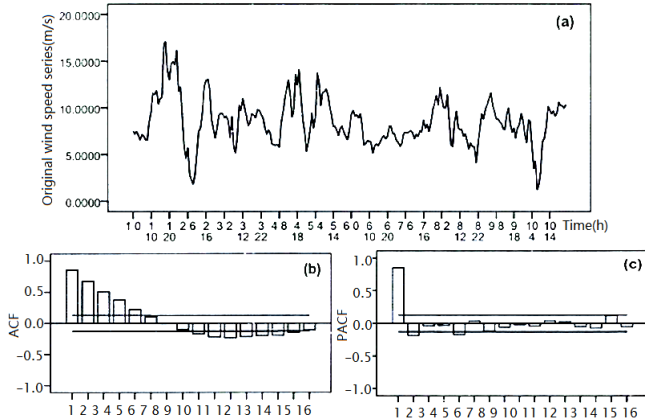 20.0000
(a)
15.0000
10.0000
5.0000
0.0000
Original wind speed series(m/s)
1 0 1 1 2 6 2 3 2 3 3 4 8 4 5 4 5 6 0 6 6 7 6 7 8 2 8 8 9 8 9 10 10 Time(h)
10 20 16 12 22 18 14 10 20 16 12 22 18 4 14
1.0
(b)
0.5
0.0
−0.5
−1.0
ACF
1 2 3 4 5 6 7 8 9 10 11 12 13 14 15 16
1.0
(c)
0.5
0.0
−0.5
−1.0
PACF
1 2 3 4 5 6 7 8 9 10 11 12 13 14 15 16